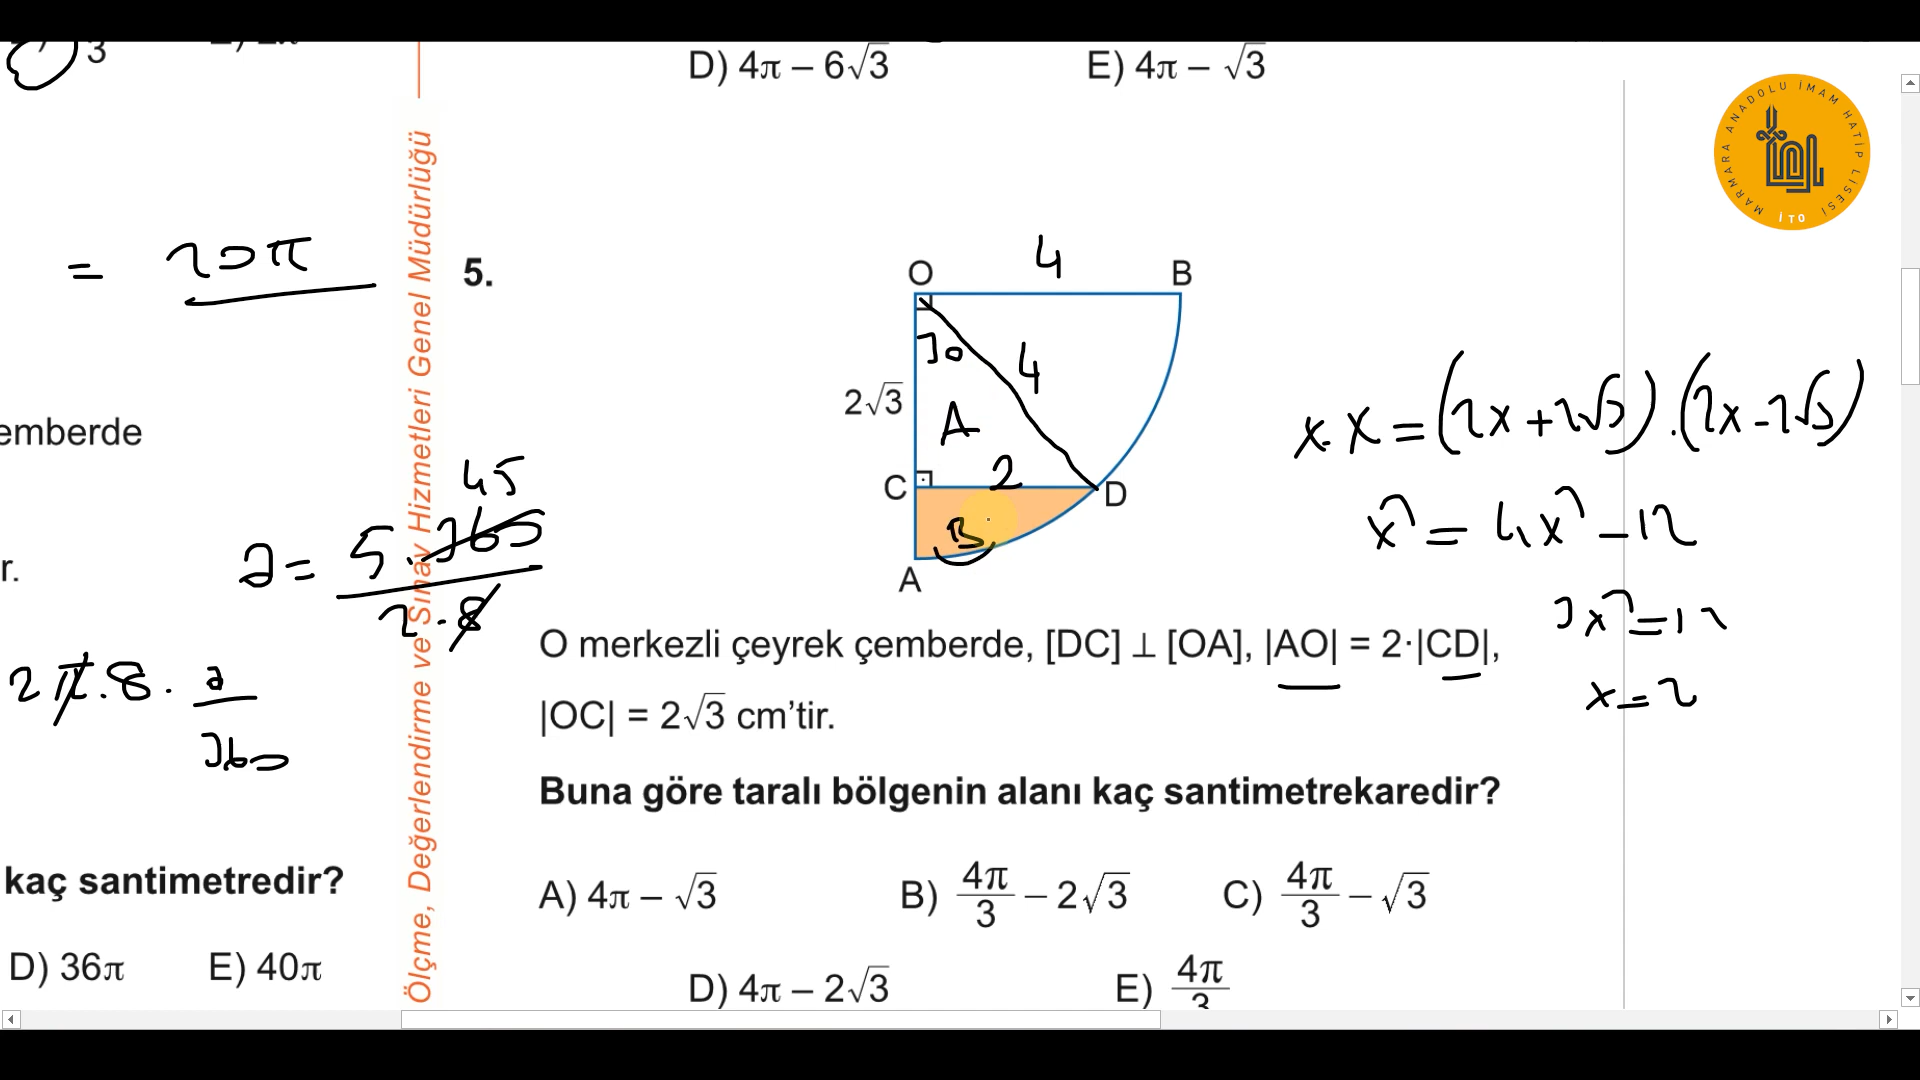 3
D) 4π – 6√3 E) 4π – √3
MARMARA ANADOLU İMAM HATİP LİSESİ
İTO
= 20π
Ölçme, Değerlendirme ve Sınav Hizmetleri Genel Müdürlüğü
emberde
r.
a = 5.360 / 2.8
45
2π.8. a/360
kaç santimetredir?
D) 36π E) 40π
5.
O 4 B
30 4
2√3 A
C 2 D
B
A
x.x = (2x+2√3).(2x-2√3)
x² = 4x² – 12
3x² = 12
x = 2
O merkezli çeyrek çemberde, [DC] ⊥ [OA], |AO| = 2·|CD|,
|OC| = 2√3 cm’tir.
Buna göre taralı bölgenin alanı kaç santimetrekaredir?
A) 4π – √3 B) 4π/3 – 2√3 C) 4π/3 – √3
D) 4π – 2√3 E) 4π/3